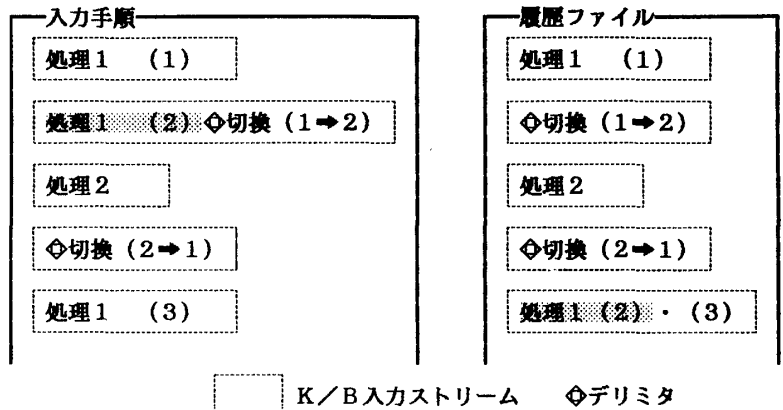 入力手順
処理1 (1)
処理1 (2) ◇切換 (1➡2)
処理2
◇切換 (2➡1)
処理1 (3)
履歴ファイル
処理1 (1)
◇切換 (1➡2)
処理2
◇切換 (2➡1)
処理1 (2)・(3)
K/B入力ストリーム ◇デリミタ